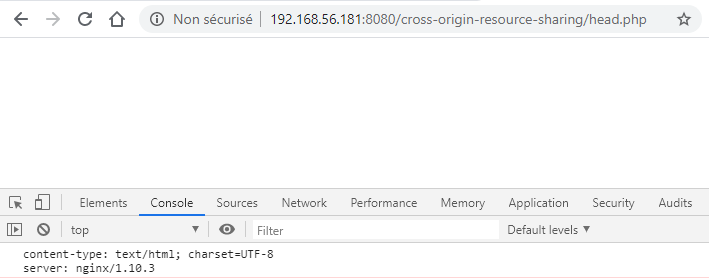 Non sécurisé | 192.168.56.181:8080/cross-origin-resource-sharing/head.php
Elements Console Sources Network Performance Memory Application Security Audits
top Filter Default levels
content-type: text/html; charset=UTF-8
server: nginx/1.10.3